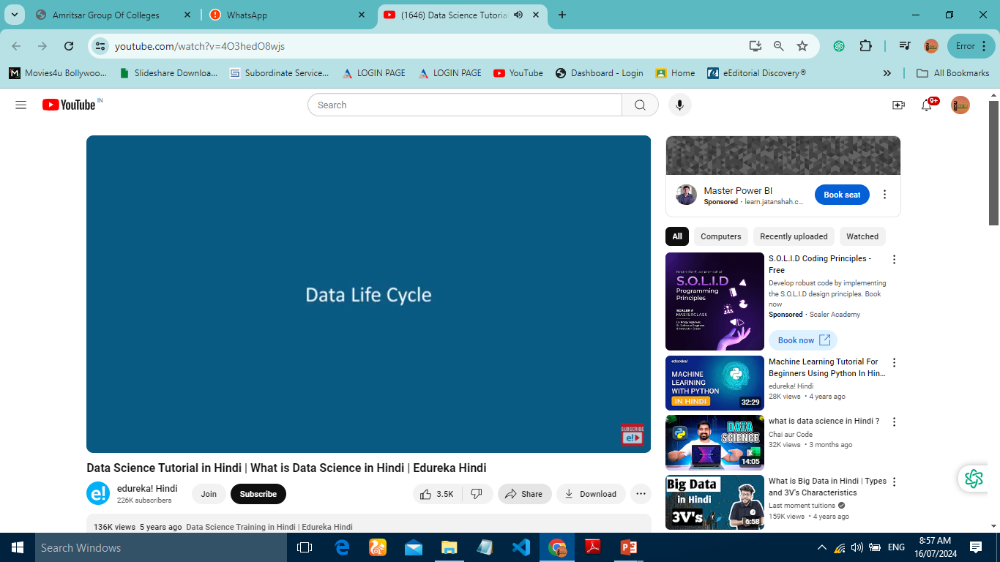 Amritsar Group Of Colleges
WhatsApp
(1646) Data Science Tutorial
youtube.com/watch?v=4O3hedO8wjs
Error
Movies4u Bollywoo...
Slideshare Downloa...
Subordinate Service...
LOGIN PAGE
LOGIN PAGE
YouTube
Dashboard - Login
Home
eEditorial Discovery®
All Bookmarks
YouTube IN
Search
9+
Data Life Cycle
SUBSCRIBE
e!
Master Power BI
Sponsored · learn.jatanshah.c...
Book seat
All
Computers
Recently uploaded
Watched
Master the Fundamentals of
S.O.L.I.D
Programming
Principles
SCALER
MASTERCLASS
S.O.L.I.D Coding Principles -
Free
Develop robust code by implementing
the S.O.L.I.D design principles. Book
now
Sponsored · Scaler Academy
Book now
edureka!
MACHINE
LEARNING
WITH PYTHON
IN HINDI
32:29
Machine Learning Tutorial For
Beginners Using Python In Hin...
edureka! Hindi
28K views • 4 years ago
DATA
SCIENCE
14:05
what is data science in Hindi ?
Chai aur Code
32K views • 3 months ago
Big Data
in Hindi
3V's
6:58
What is Big Data in Hindi | Types
and 3V's Characteristics
Last moment tuitions
159K views • 4 years ago
Data Science Tutorial in Hindi | What is Data Science in Hindi | Edureka Hindi
e!
edureka! Hindi
226K subscribers
Join
Subscribe
3.5K
Share
Download
136K views 5 years ago Data Science Training in Hindi | Edureka Hindi
Search Windows
ENG
8:57 AM
16/07/2024